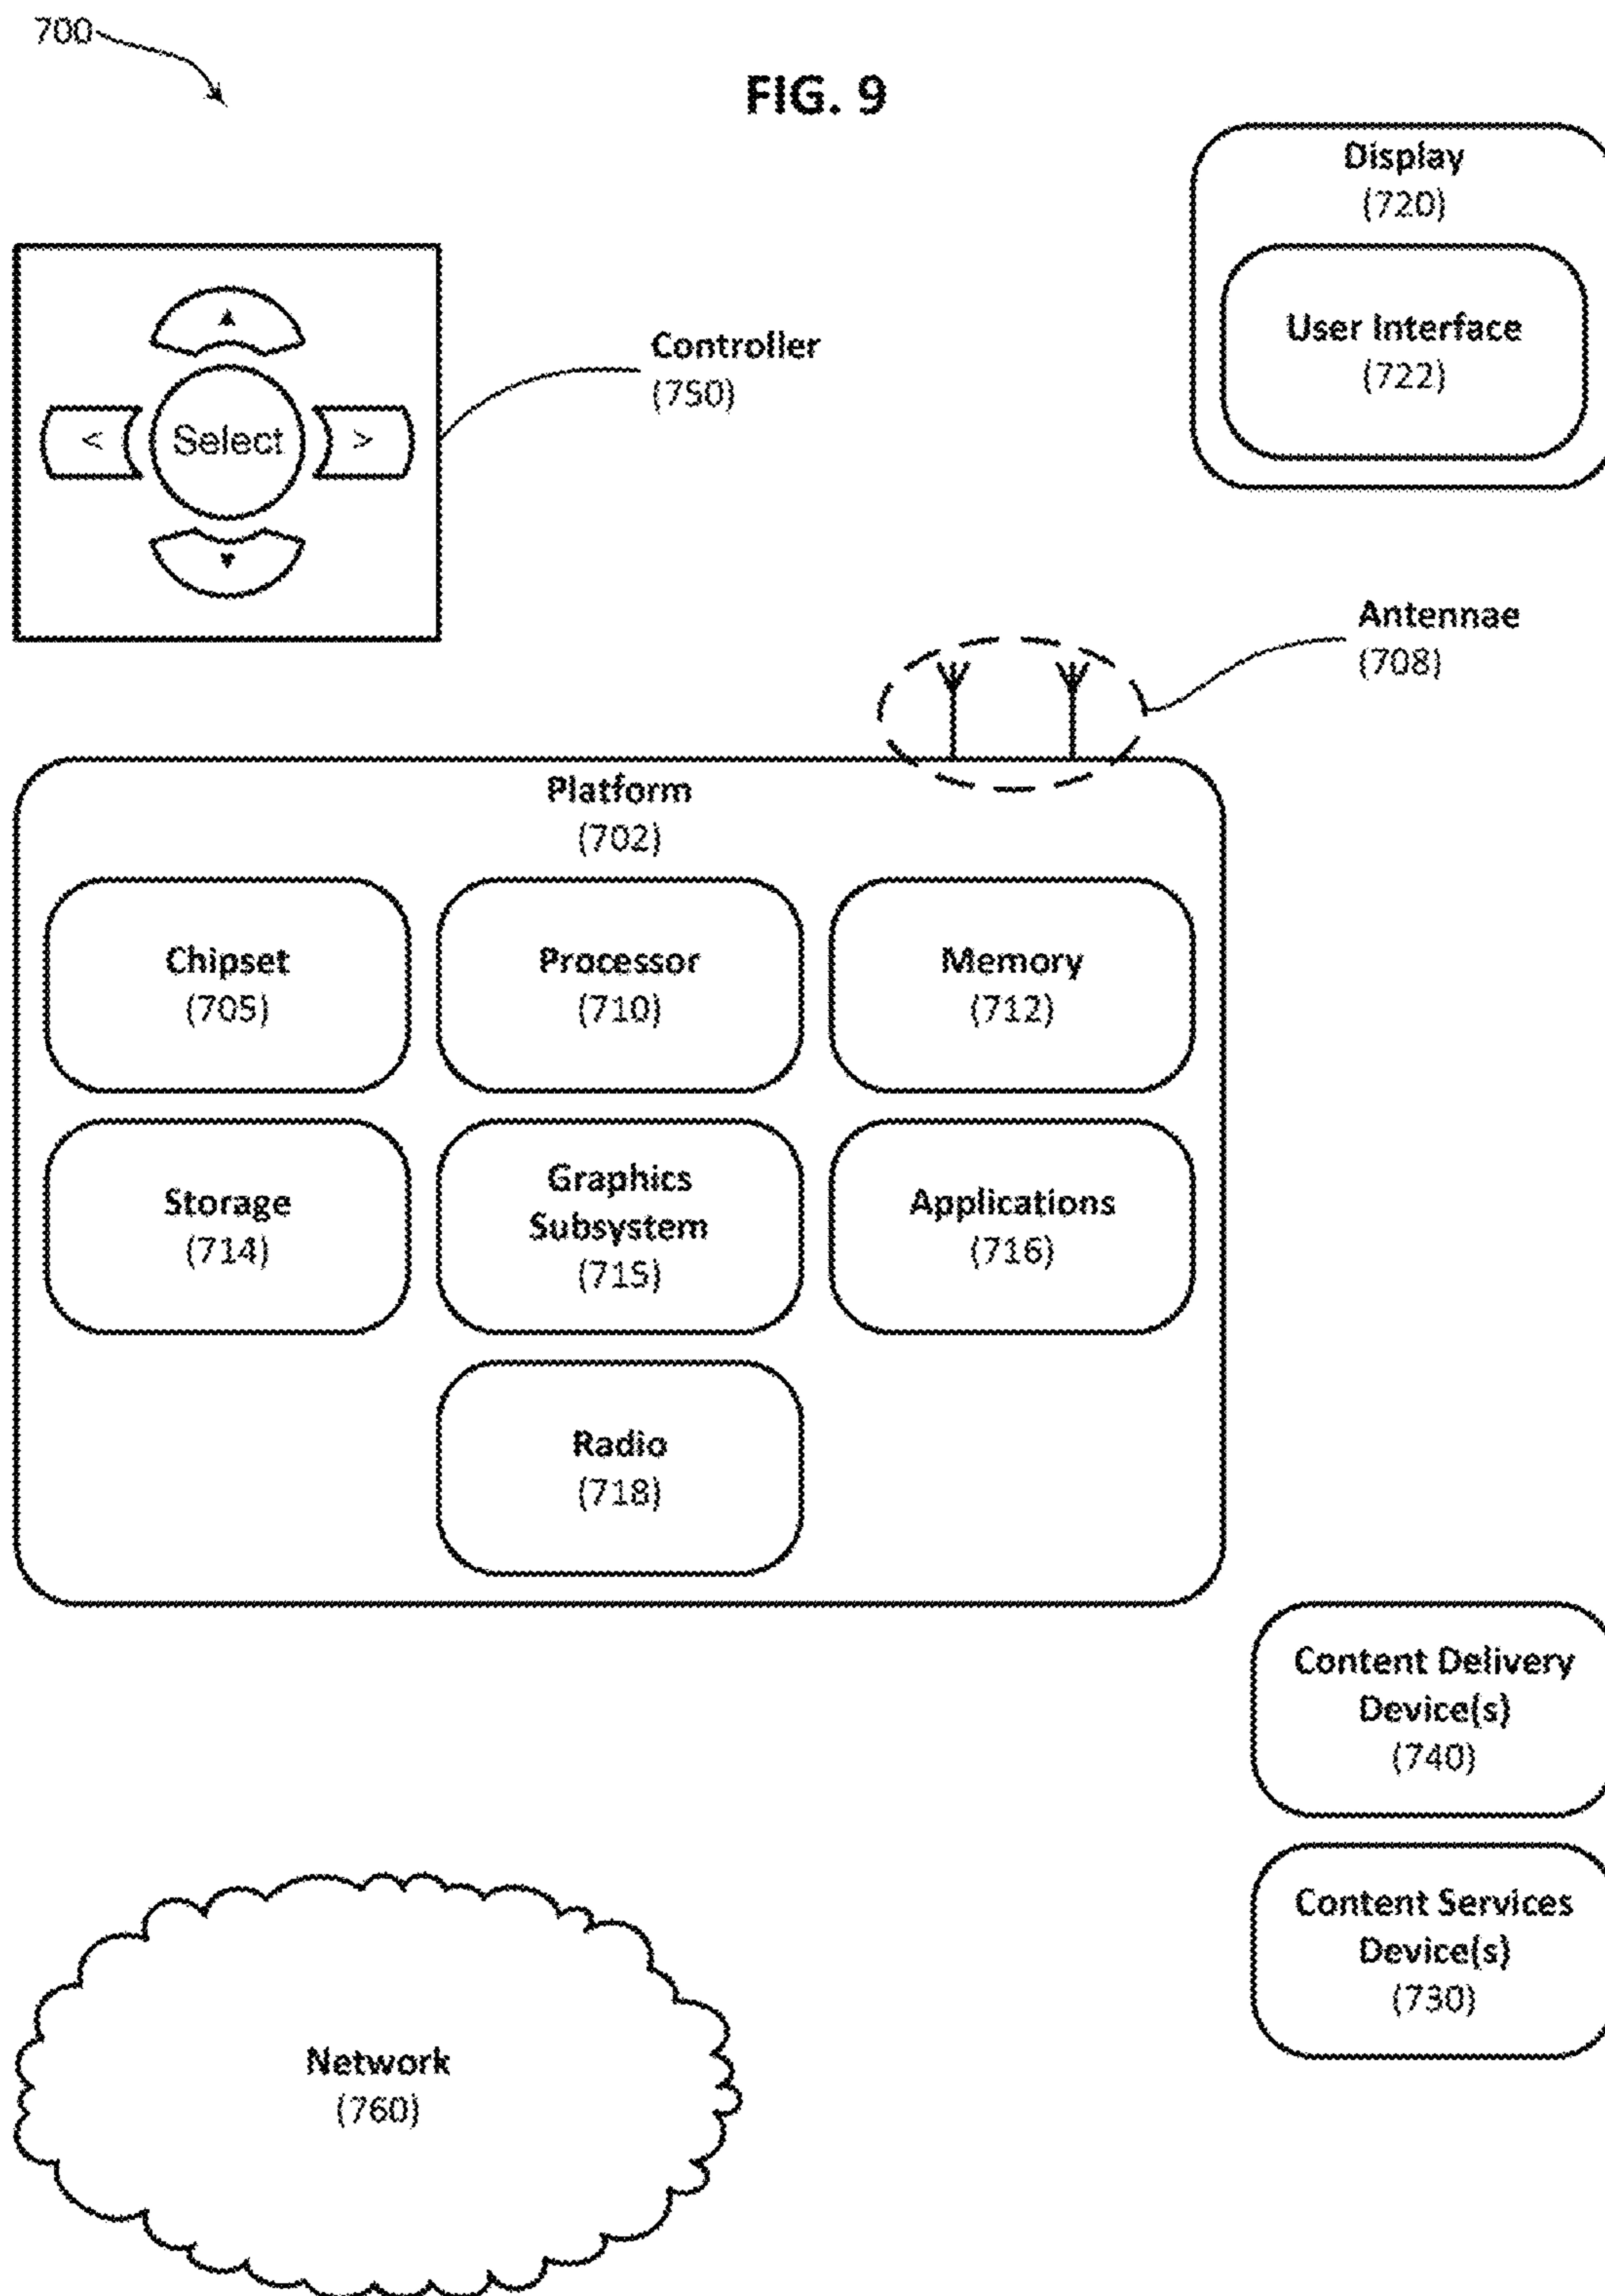 700
FIG. 9
Display
(720)
User Interface
(722)
Controller
(750)
<
Select
>
Antennae
(708)
Platform
(702)
Chipset
(705)
Processor
(710)
Memory
(712)
Storage
(714)
Graphics
Subsystem
(715)
Applications
(716)
Radio
(718)
Content Delivery
Device(s)
(740)
Content Services
Device(s)
(730)
Network
(760)